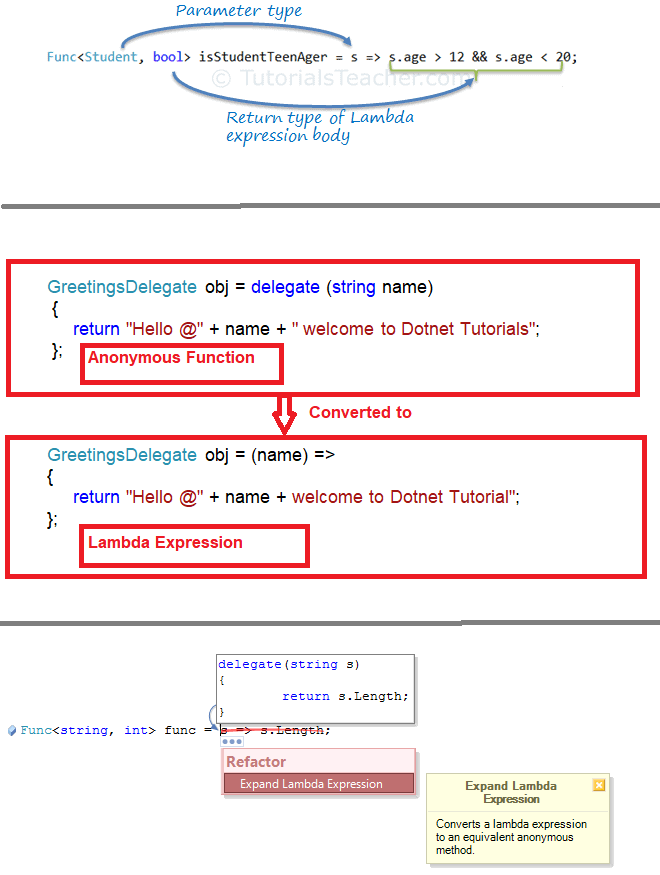 Parameter type
Func<Student, bool> isStudentTeenAger = s => s.age > 12 && s.age < 20;
© TutorialsTeacher.com
Return type of Lambda
expression body
GreetingsDelegate obj = delegate (string name)
{
return "Hello @" + name + " welcome to Dotnet Tutorials";
};
Anonymous Function
Converted to
GreetingsDelegate obj = (name) =>
{
return "Hello @" + name + welcome to Dotnet Tutorial";
};
Lambda Expression
delegate(string s)
{
return s.Length;
}
Func<string, int> func = s => s.Length;
Refactor
Expand Lambda Expression
Expand Lambda
Expression
Converts a lambda expression
to an equivalent anonymous
method.